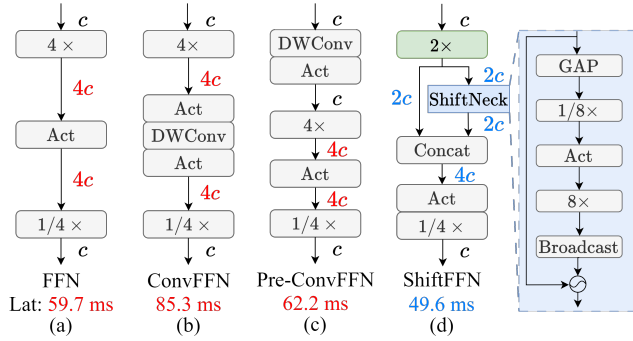 c
4 ×
4c
Act
4c
1/4 ×
c
FFN
Lat: 59.7 ms
(a)
c
4 ×
4c
Act
DWConv
Act
4c
1/4 ×
c
ConvFFN
85.3 ms
(b)
c
DWConv
Act
c
4 ×
4c
Act
4c
1/4 ×
c
Pre-ConvFFN
62.2 ms
(c)
c
2×
2c
2c
ShiftNeck
2c
Concat
4c
Act
1/4 ×
c
ShiftFFN
49.6 ms
(d)
GAP
1/8×
Act
8×
Broadcast